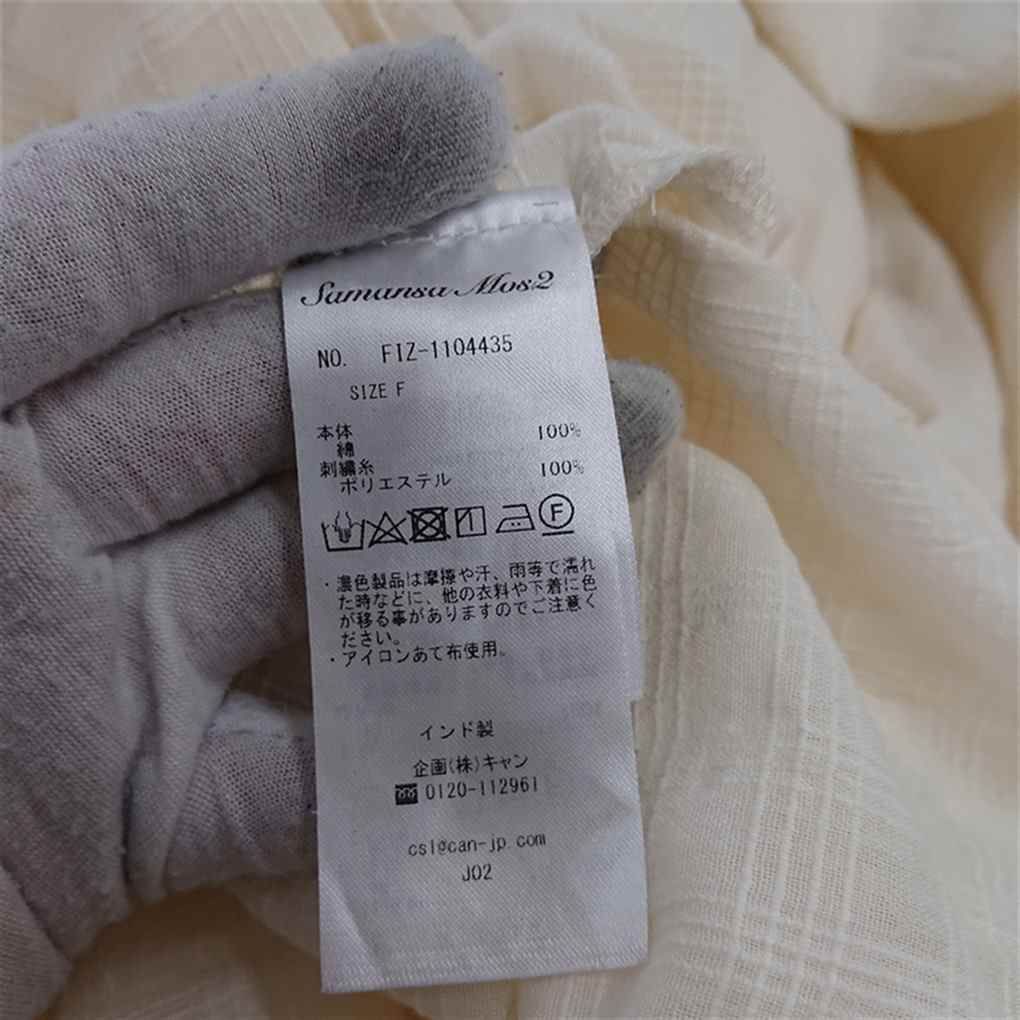 Samansa Mos2
NO. FIZ-1104435
SIZE F
本体
綿 100%
刺繍糸
ポリエステル 100%
F
・濃色製品は摩擦や汗、雨等で濡れ
た時などに、他の衣料や下着に色
が移る事がありますのでご注意く
ださい。
・アイロンあて布使用。
インド製
企画(株)キャン
0120-112961
csl@can-jp.com
J02